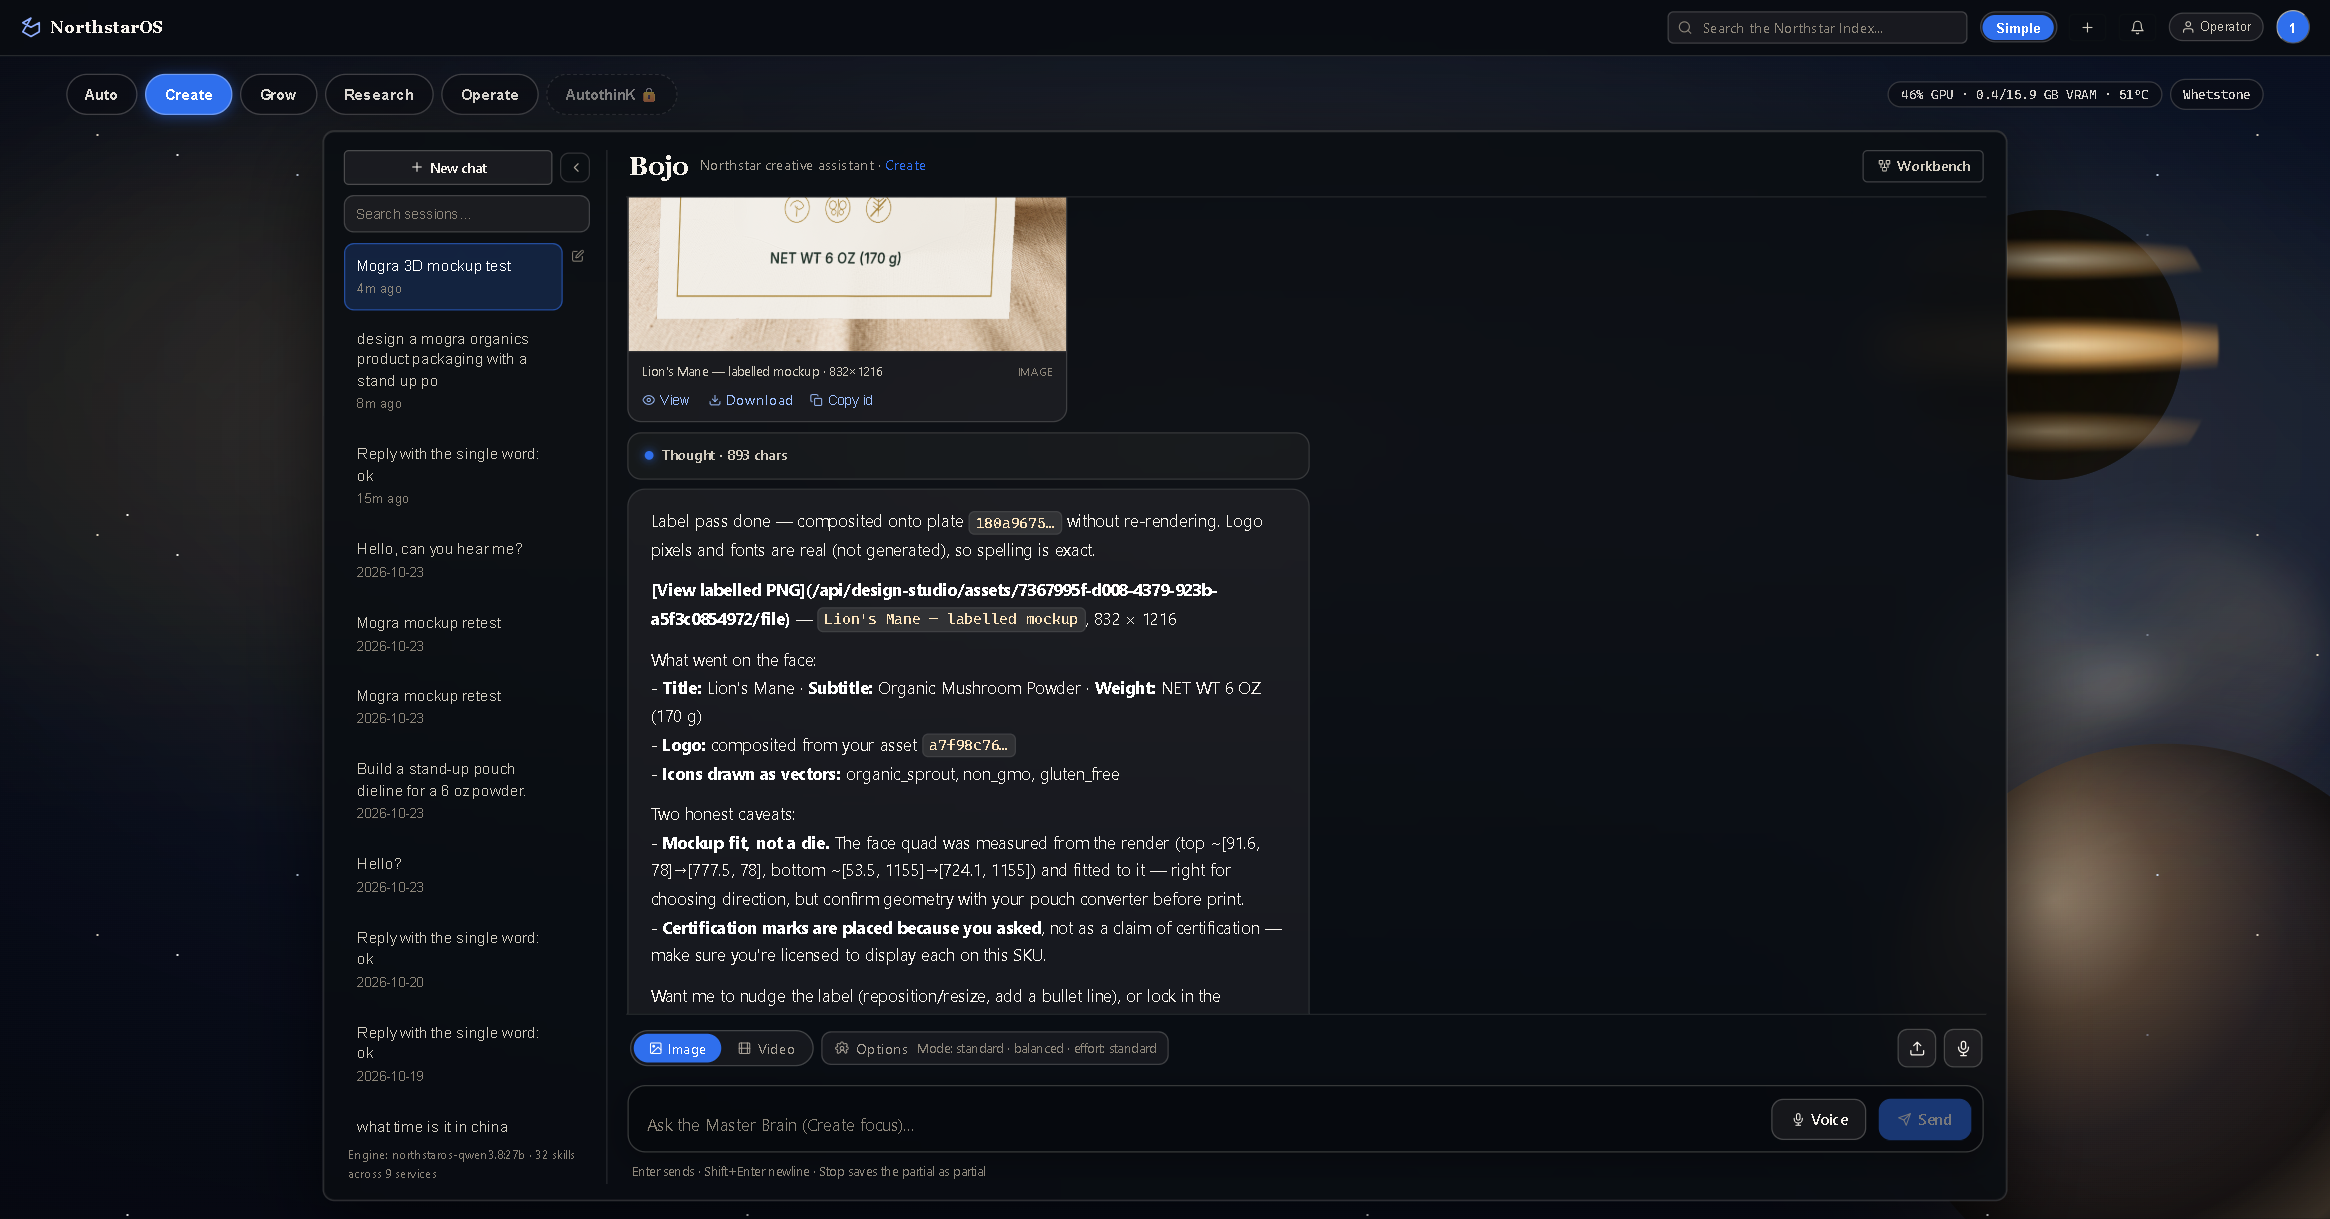 NorthstarOS
Search the Northstar Index...
Simple
Operator
1
Auto
Create
Grow
Research
Operate
AutothinK
46% GPU · 0.4/15.9 GB VRAM · 51°C
Whetstone
+ New chat
Search sessions...
Mogra 3D mockup test
4m ago
design a mogra organics
product packaging with a
stand up po
8m ago
Reply with the single word:
ok
15m ago
Hello, can you hear me?
2026-10-23
Mogra mockup retest
2026-10-23
Mogra mockup retest
2026-10-23
Build a stand-up pouch
dieline for a 6 oz powder.
2026-10-23
Hello?
2026-10-23
Reply with the single word:
ok
2026-10-20
Reply with the single word:
ok
2026-10-19
what time is it in china
Engine: northstaros-qwen3.8:27b · 32 skills
across 9 services
Bojo Northstar creative assistant · Create
Workbench
NET WT 6 OZ (170 g)
Lion's Mane — labelled mockup · 832×1216
IMAGE
View
Download
Copy id
Thought · 893 chars
Label pass done — composited onto plate 180a9675… without re-rendering. Logo
pixels and fonts are real (not generated), so spelling is exact.
[View labelled PNG](/api/design-studio/assets/7367995f-d008-4379-923b-
a5f3c0854972/file) — Lion's Mane — labelled mockup, 832 × 1216
What went on the face:
- Title: Lion's Mane · Subtitle: Organic Mushroom Powder · Weight: NET WT 6 OZ
(170 g)
- Logo: composited from your asset a7f98c76…
- Icons drawn as vectors: organic_sprout, non_gmo, gluten_free
Two honest caveats:
- Mockup fit, not a die. The face quad was measured from the render (top ~[91.6,
78]→[777.5, 78], bottom ~[53.5, 1155]→[724.1, 1155]) and fitted to it — right for
choosing direction, but confirm geometry with your pouch converter before print.
- Certification marks are placed because you asked, not as a claim of certification —
make sure you're licensed to display each on this SKU.
Want me to nudge the label (reposition/resize, add a bullet line), or lock in the
Image
Video
Options Mode: standard · balanced · effort: standard
Ask the Master Brain (Create focus)...
Voice
Send
Enter sends · Shift+Enter newline · Stop saves the partial as partial